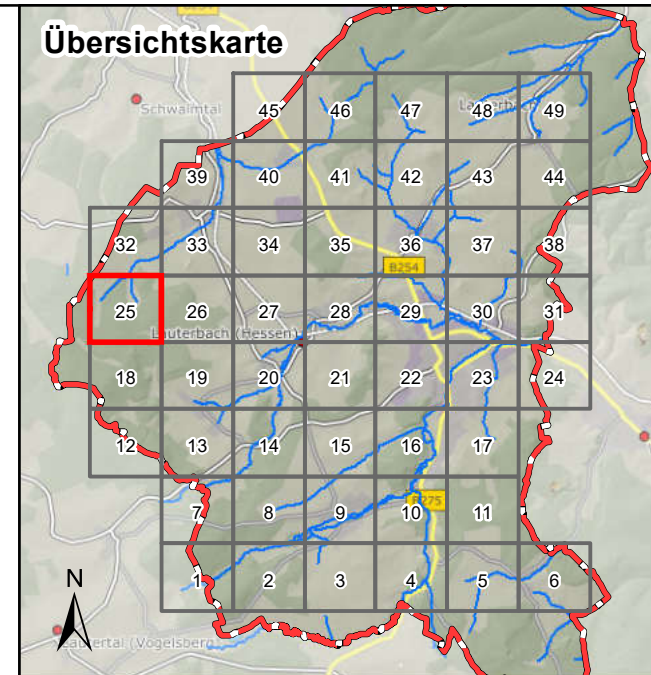 Übersichtskarte
Schwalmtal
45 46 47 48 49
39 40 41 42 43 44
32 33 34 35 36 37 38
B254
25 26 27 28 29 30 31
Lauterbach (Hessen)
18 19 20 21 22 23 24
12 13 14 15 16 17
7 8 9 10 11
B275
1 2 3 4 5 6
N
Lautertal (Vogelsberg)